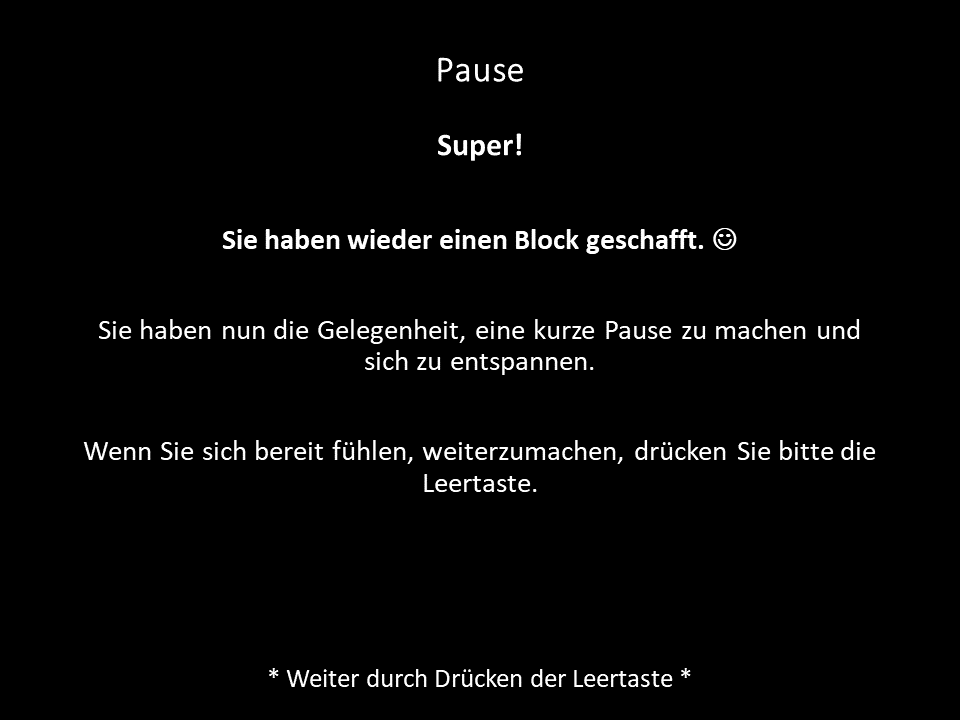 Pause
Super!
Sie haben wieder einen Block geschafft. ☺
Sie haben nun die Gelegenheit, eine kurze Pause zu machen und
sich zu entspannen.
Wenn Sie sich bereit fühlen, weiterzumachen, drücken Sie bitte die
Leertaste.
* Weiter durch Drücken der Leertaste *